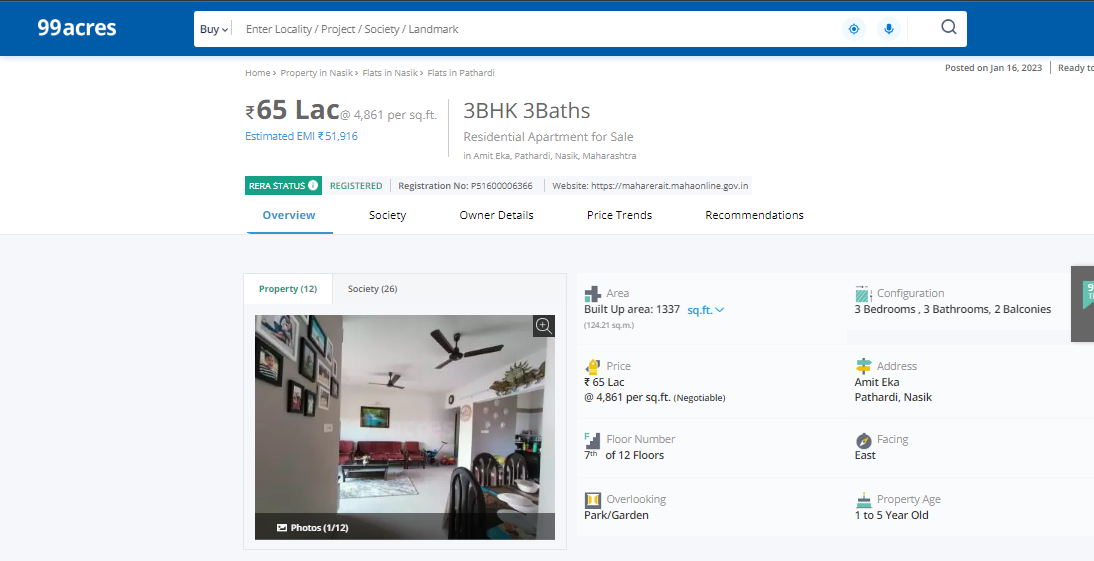 99acres
Buy
Enter Locality / Project / Society / Landmark
Home > Property in Nasik > Flats in Nasik > Flats in Pathardi
Posted on Jan 16, 2023 | Ready to
₹65 Lac @ 4,861 per sq.ft.
Estimated EMI ₹51,916
3BHK 3Baths
Residential Apartment for Sale
in Amit Eka, Pathardi, Nasik, Maharashtra
RERA STATUS i REGISTERED | Registration No: P51600006366 | Website: https://maharerait.mahaonline.gov.in
Overview Society Owner Details Price Trends Recommendations
Property (12) Society (26)
Photos (1/12)
Area
Built Up area: 1337 sq.ft.
(124.21 sq.m.)
Configuration
3 Bedrooms , 3 Bathrooms, 2 Balconies
Price
₹ 65 Lac
@ 4,861 per sq.ft. (Negotiable)
Address
Amit Eka
Pathardi, Nasik
Floor Number
7th of 12 Floors
Facing
East
Overlooking
Park/Garden
Property Age
1 to 5 Year Old